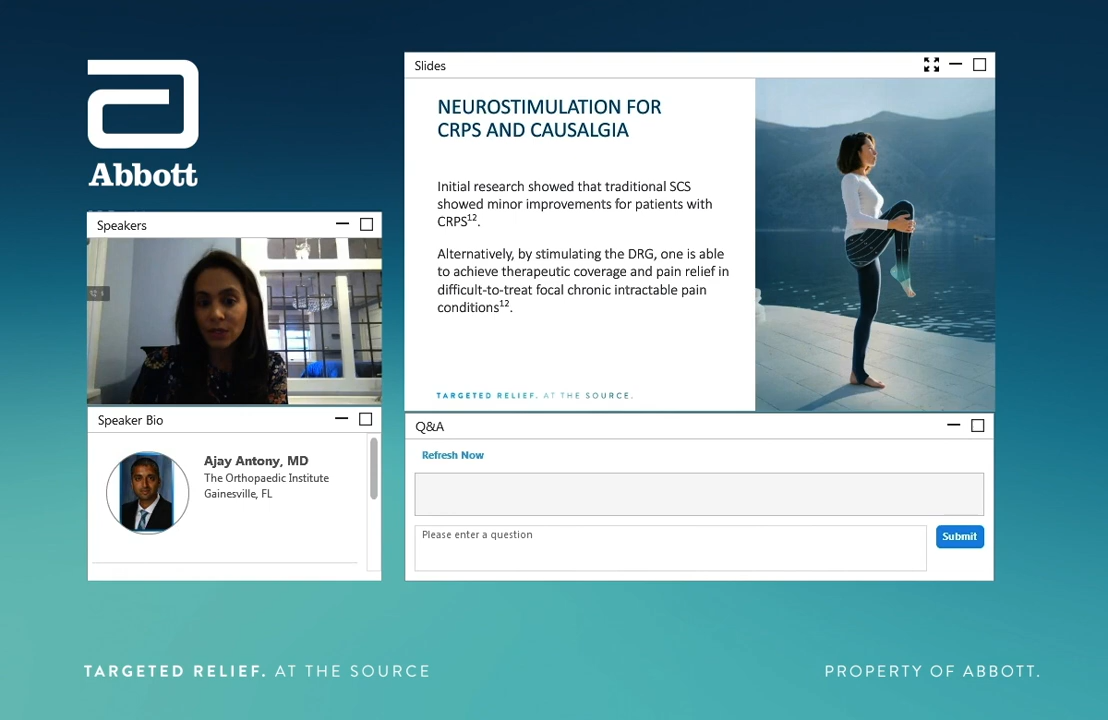 Abbott
Speakers
Speaker Bio
Ajay Antony, MD
The Orthopaedic Institute
Gainesville, FL
Slides
NEUROSTIMULATION FOR
CRPS AND CAUSALGIA
Initial research showed that traditional SCS
showed minor improvements for patients with
CRPS¹².
Alternatively, by stimulating the DRG, one is able
to achieve therapeutic coverage and pain relief in
difficult-to-treat focal chronic intractable pain
conditions¹².
TARGETED RELIEF. AT THE SOURCE.
Q&A
Refresh Now
Please enter a question
Submit
TARGETED RELIEF. AT THE SOURCE
PROPERTY OF ABBOTT.